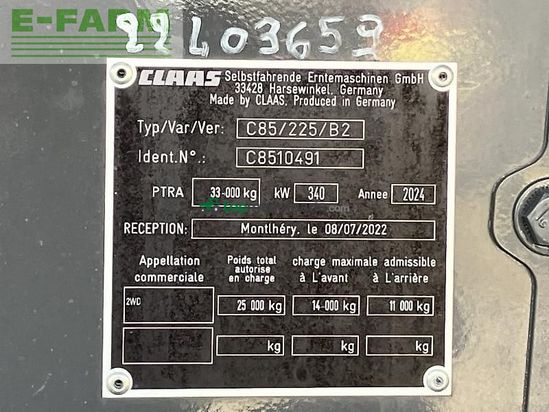 E-FARM
22403659
CLAAS Selbstfahrende Erntemaschinen GmbH
33428 Harsewinkel, Germany
Made by CLAAS, Produced in Germany
Typ/Var/Ver: C85/225/B2
Ident.N°.: C8510491
PTRA 33-000 kg kW 340 Annee 2024
RECEPTION: Montlhéry, le 08/07/2022
Appellation commerciale Poids total autorise en charge charge maximale admissible à L'avant à L'arrière
2WD 25 000 kg 14-000 kg 11 000 kg
kg kg kg